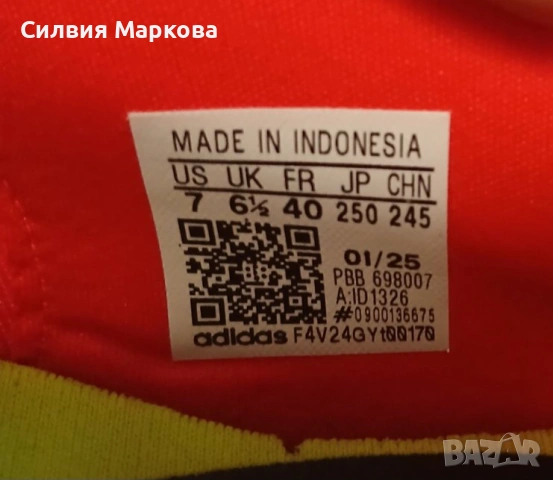 Силвия Маркова
MADE IN INDONESIA
US UK FR JP CHN
7 6½ 40 250 245
01/25
PBB 698007
A:ID1326
#0900136675
adidas F4V24GYt00170
BAZAR